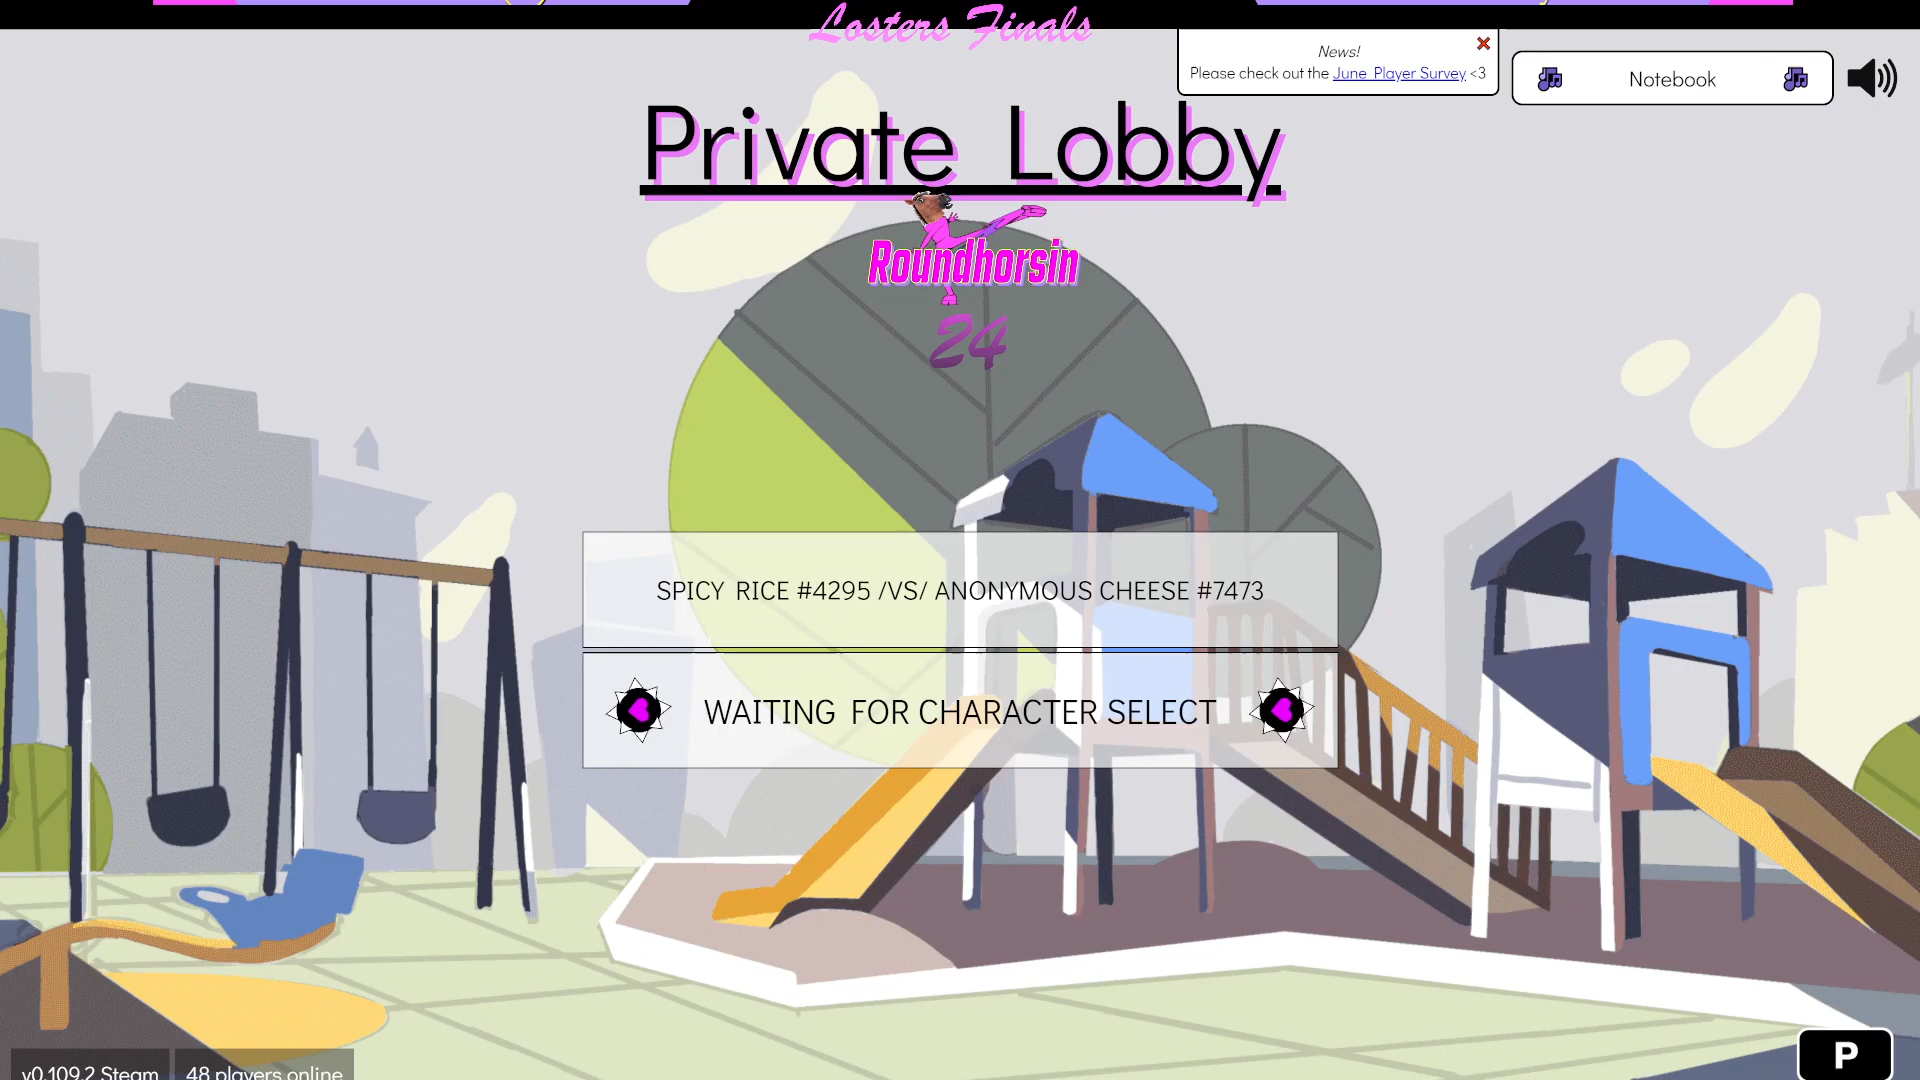 Losters Finals
News!
Please check out the June Player Survey <3
Notebook
Private Lobby
Roundhorsin
24
SPICY RICE #4295 /VS/ ANONYMOUS CHEESE #7473
WAITING FOR CHARACTER SELECT
v0.109.2 Steam
48 players online
P